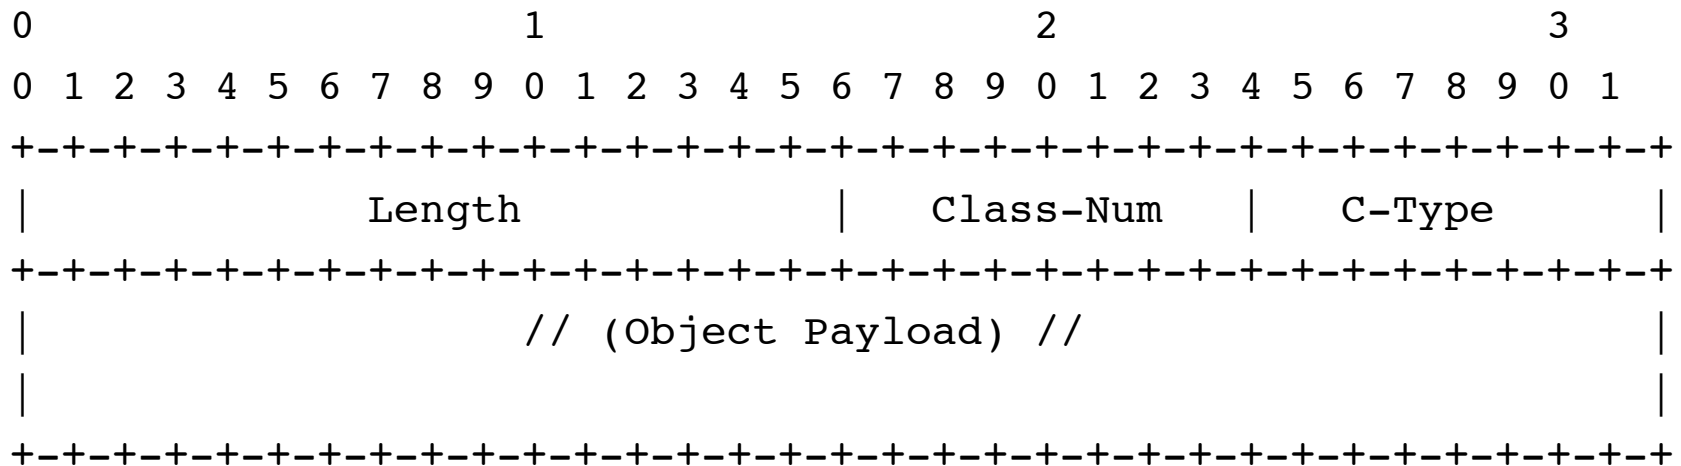 0                   1                   2                   3
0 1 2 3 4 5 6 7 8 9 0 1 2 3 4 5 6 7 8 9 0 1 2 3 4 5 6 7 8 9 0 1
+-+-+-+-+-+-+-+-+-+-+-+-+-+-+-+-+-+-+-+-+-+-+-+-+-+-+-+-+-+-+-+-+
|             Length            |   Class-Num   |   C-Type      |
+-+-+-+-+-+-+-+-+-+-+-+-+-+-+-+-+-+-+-+-+-+-+-+-+-+-+-+-+-+-+-+-+
|                   // (Object Payload) //                      |
|                                                               |
+-+-+-+-+-+-+-+-+-+-+-+-+-+-+-+-+-+-+-+-+-+-+-+-+-+-+-+-+-+-+-+-+